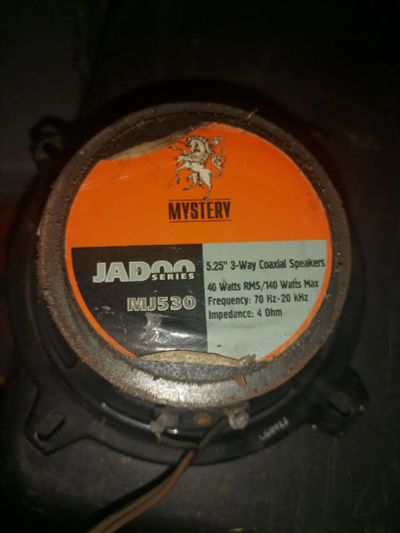 MYSTERY
JADOO
SERIES
MJ530
5.25" 3-Way Coaxial Speakers
40 Watts RMS/140 Watts Max
Frequency: 70 Hz-20 kHz
Impedance: 4 Ohm